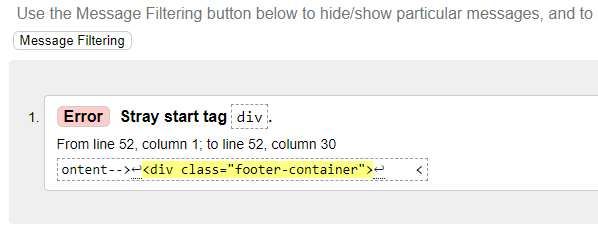 Use the Message Filtering button below to hide/show particular messages, and to
Message Filtering
1. Error Stray start tag div.
From line 52, column 1; to line 52, column 30
ontent-->↩<div class="footer-container">↩ <